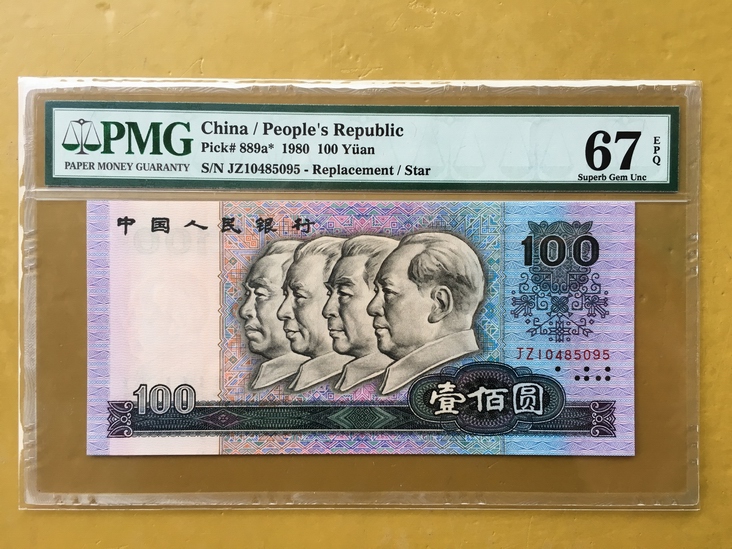 PMG
PAPER MONEY GUARANTY
China / People's Republic
Pick# 889a* 1980 100 Yüan
S/N JZ10485095 - Replacement / Star
67
EPQ
Superb Gem Unc
中国人民银行
100
JZ10485095
100
壹佰圆